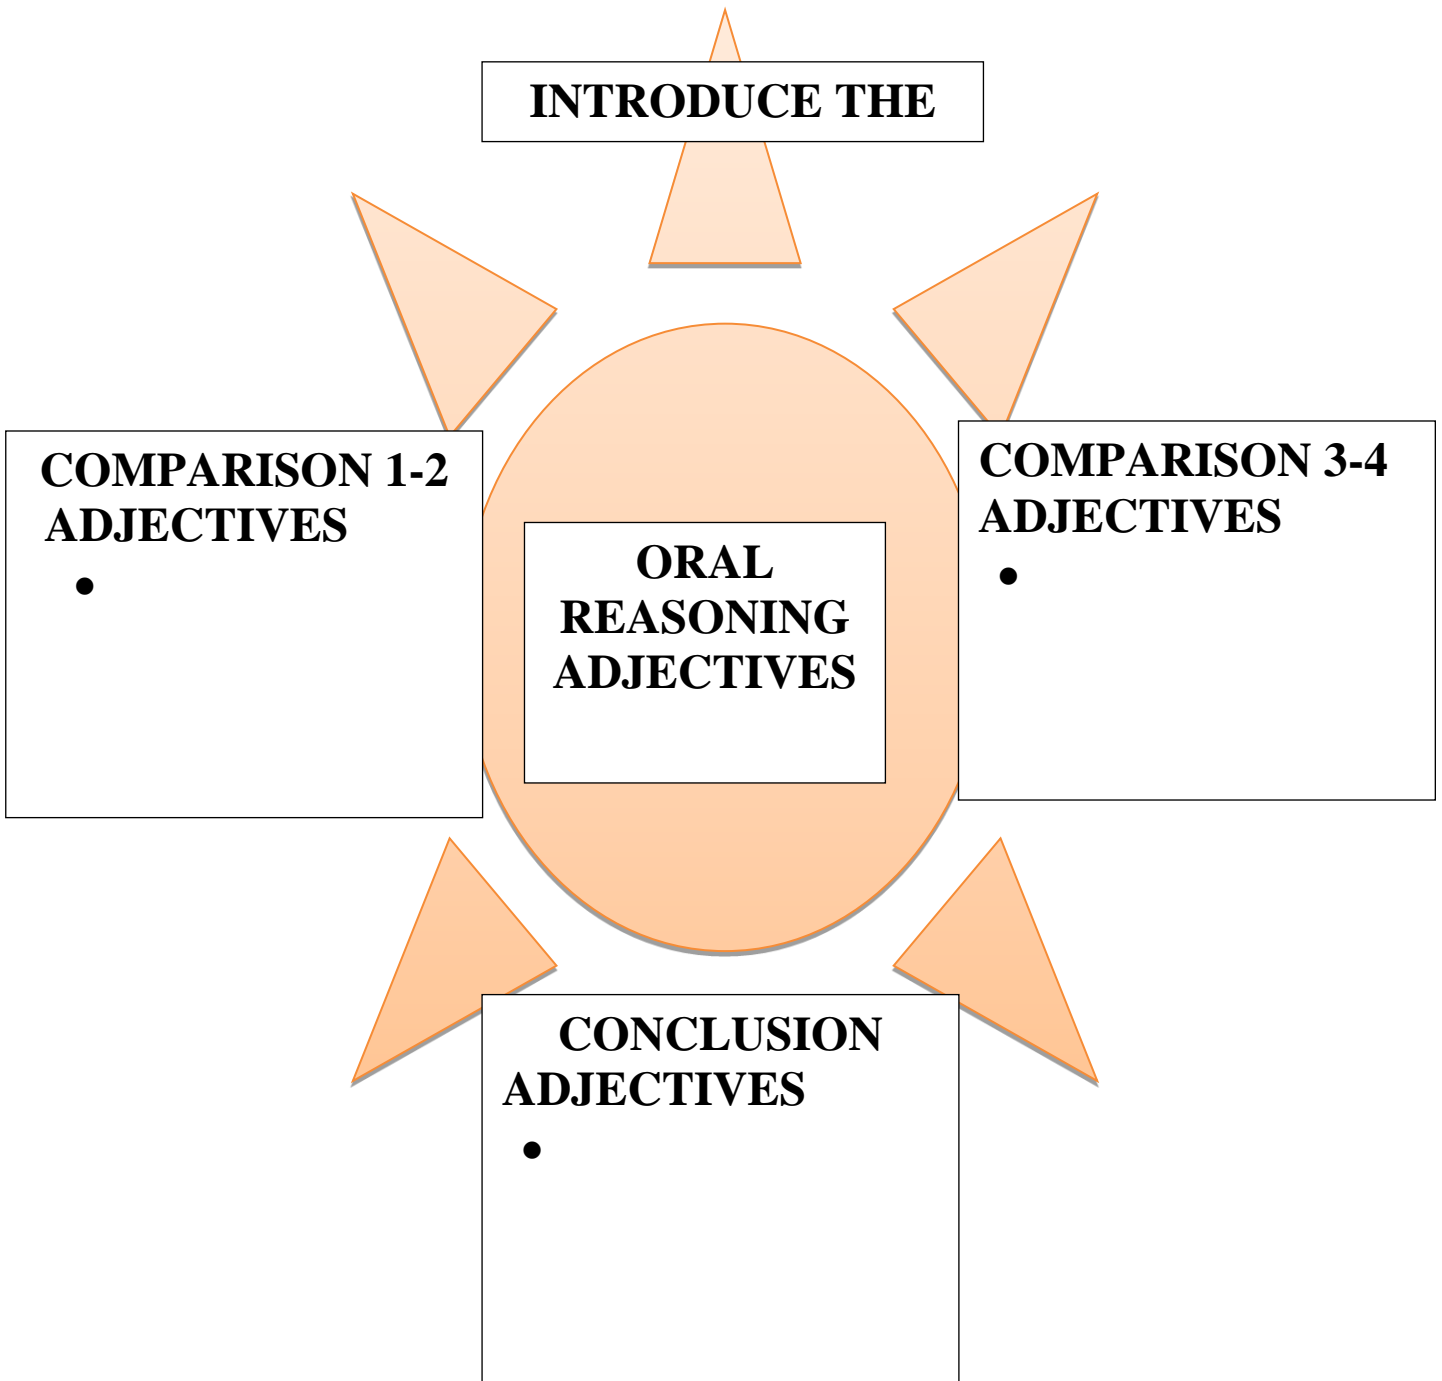 INTRODUCE THE
COMPARISON 1-2
ADJECTIVES
•
ORAL
REASONING
ADJECTIVES
COMPARISON 3-4
ADJECTIVES
•
CONCLUSION
ADJECTIVES
•